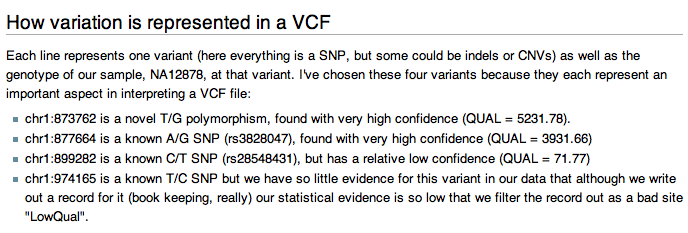 How variation is represented in a VCF
Each line represents one variant (here everything is a SNP, but some could be indels or CNVs) as well as the
genotype of our sample, NA12878, at that variant. I've chosen these four variants because they each represent an
important aspect in interpreting a VCF file:
chr1:873762 is a novel T/G polymorphism, found with very high confidence (QUAL = 5231.78).
chr1:877664 is a known A/G SNP (rs3828047), found with very high confidence (QUAL = 3931.66)
chr1:899282 is a known C/T SNP (rs28548431), but has a relative low confidence (QUAL = 71.77)
chr1:974165 is a known T/C SNP but we have so little evidence for this variant in our data that although we write
out a record for it (book keeping, really) our statistical evidence is so low that we filter the record out as a bad site
"LowQual".